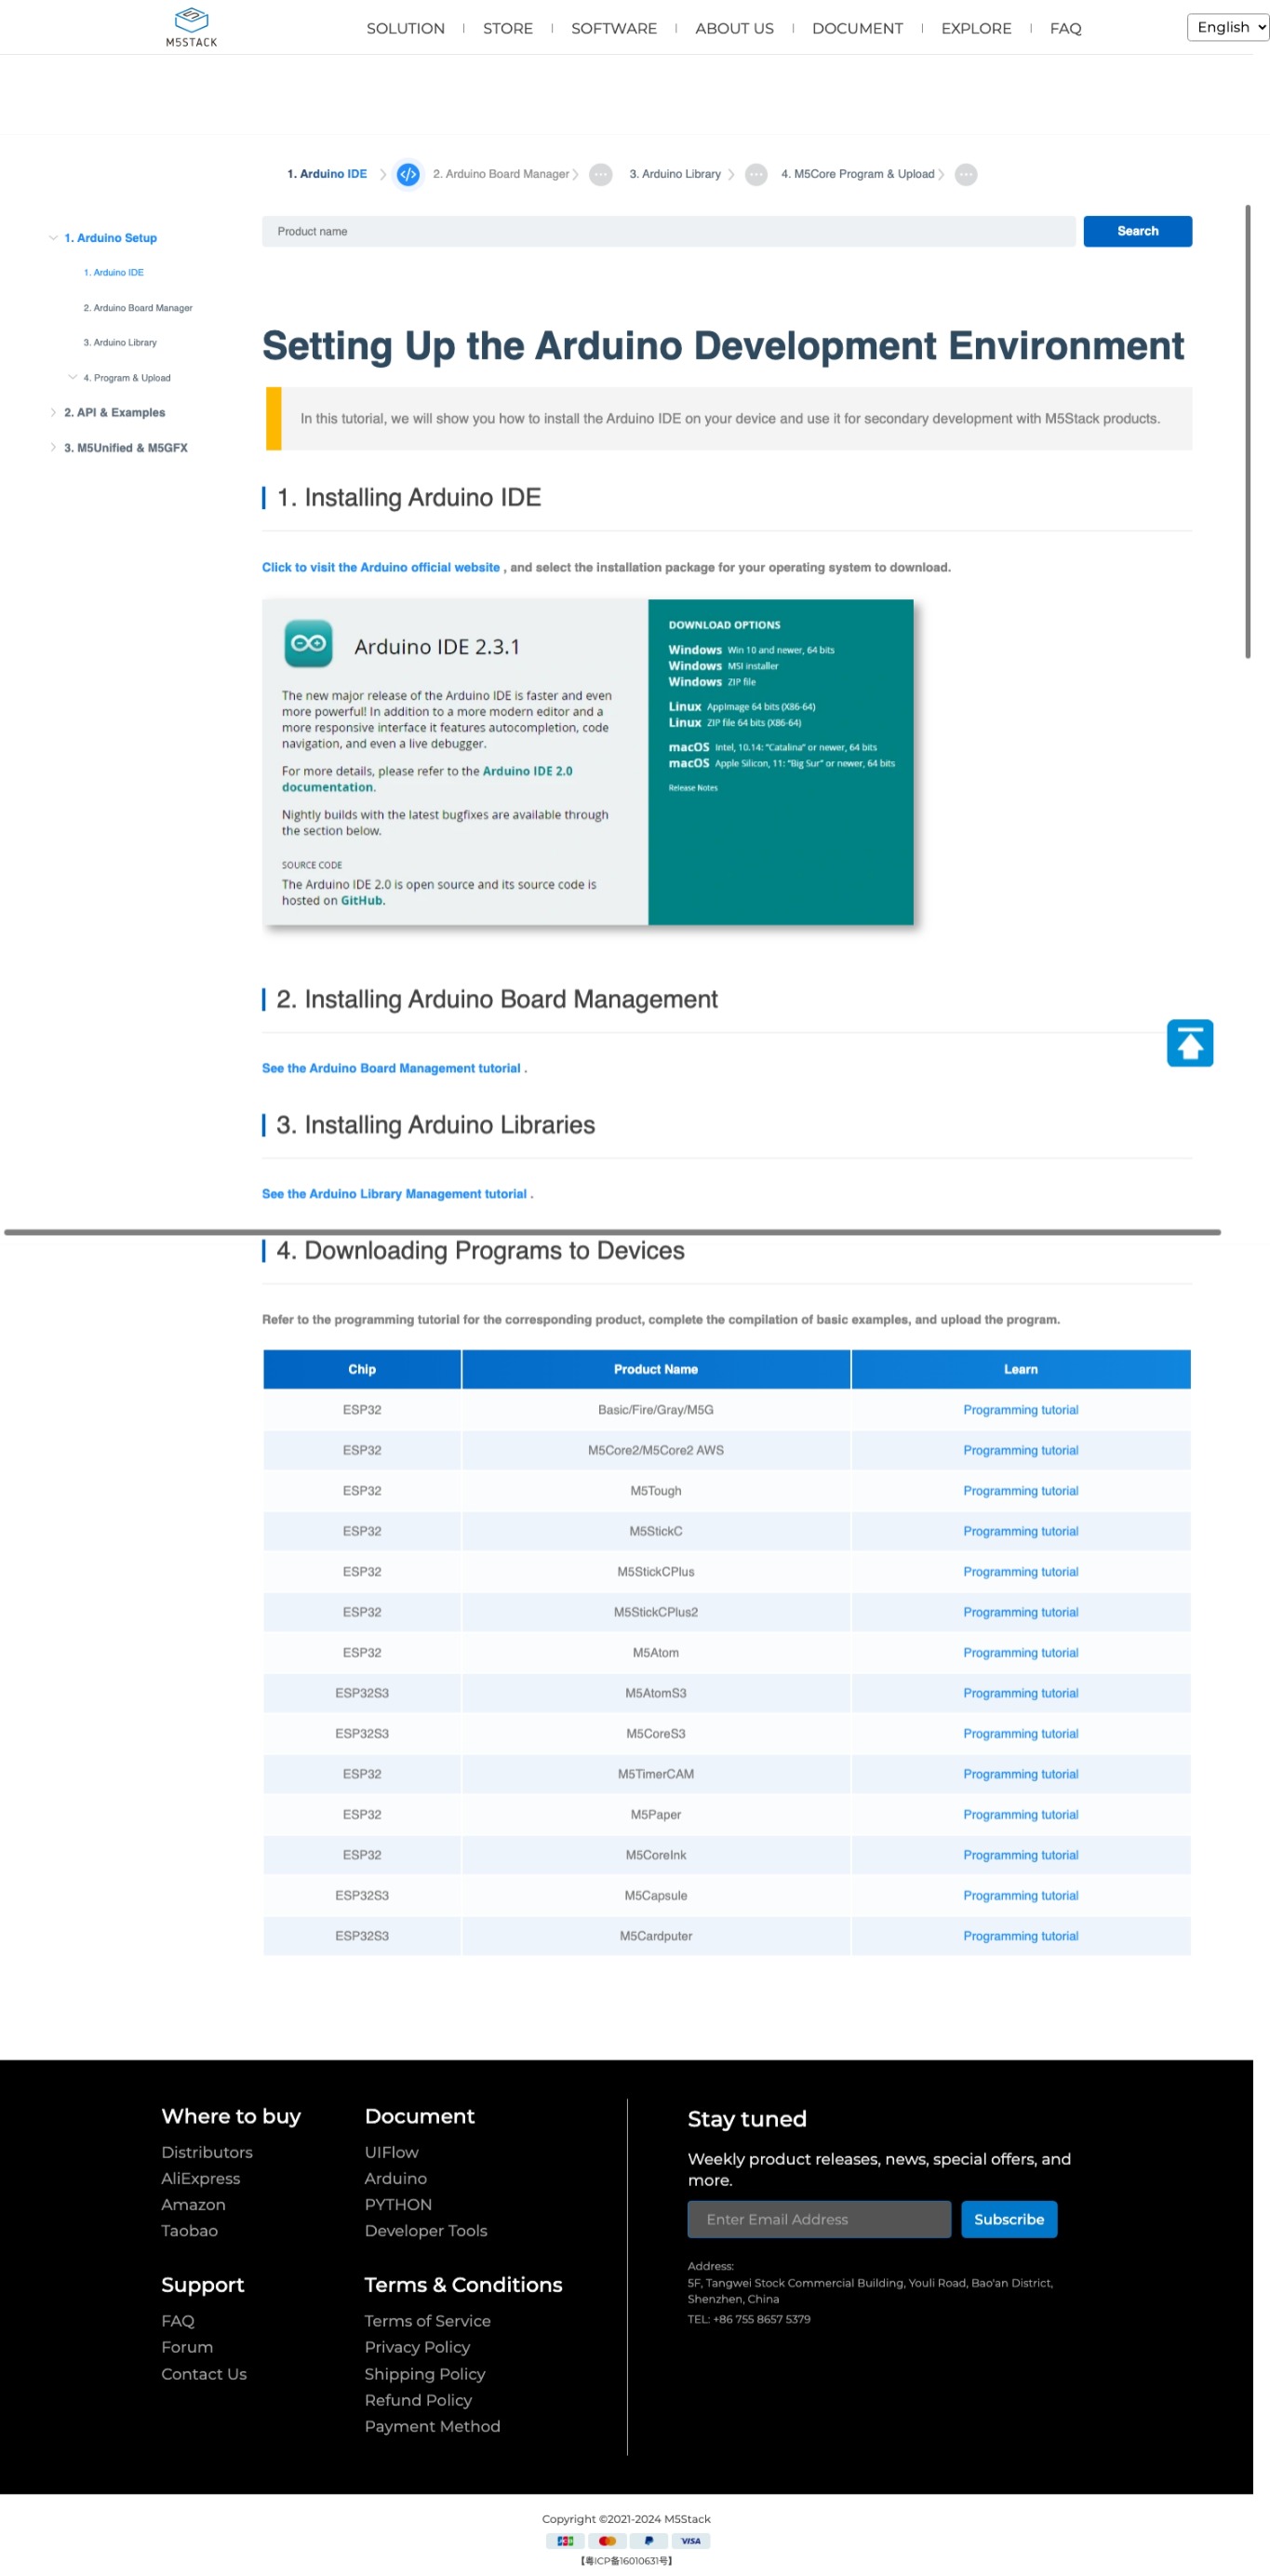 M5STACK
SOLUTION
STORE
SOFTWARE
ABOUT US
DOCUMENT
EXPLORE
FAQ
English
1. Arduino IDE
2. Arduino Board Manager
3. Arduino Library
4. M5Core Program & Upload
1. Arduino Setup
1. Arduino IDE
2. Arduino Board Manager
3. Arduino Library
4. Program & Upload
2. API & Examples
3. M5Unified & M5GFX
Product name
Search
Setting Up the Arduino Development Environment
In this tutorial, we will show you how to install the Arduino IDE on your device and use it for secondary development with M5Stack products.
1. Installing Arduino IDE
Click to visit the Arduino official website , and select the installation package for your operating system to download.
Arduino IDE 2.3.1
The new major release of the Arduino IDE is faster and even
more powerful! In addition to a more modern editor and a
more responsive interface it features autocompletion, code
navigation, and even a live debugger.
For more details, please refer to the Arduino IDE 2.0
documentation.
Nightly builds with the latest bugfixes are available through
the section below.
SOURCE CODE
The Arduino IDE 2.0 is open source and its source code is
hosted on GitHub.
DOWNLOAD OPTIONS
Windows Win 10 and newer, 64 bits
Windows MSI installer
Windows ZIP file
Linux AppImage 64 bits (X86-64)
Linux ZIP file 64 bits (X86-64)
macOS Intel, 10.14: "Catalina" or newer, 64 bits
macOS Apple Silicon, 11: "Big Sur" or newer, 64 bits
Release Notes
2. Installing Arduino Board Management
See the Arduino Board Management tutorial .
3. Installing Arduino Libraries
See the Arduino Library Management tutorial .
4. Downloading Programs to Devices
Refer to the programming tutorial for the corresponding product, complete the compilation of basic examples, and upload the program.
Chip Product Name Learn
ESP32 Basic/Fire/Gray/M5G Programming tutorial
ESP32 M5Core2/M5Core2 AWS Programming tutorial
ESP32 M5Tough Programming tutorial
ESP32 M5StickC Programming tutorial
ESP32 M5StickCPlus Programming tutorial
ESP32 M5StickCPlus2 Programming tutorial
ESP32 M5Atom Programming tutorial
ESP32S3 M5AtomS3 Programming tutorial
ESP32S3 M5CoreS3 Programming tutorial
ESP32 M5TimerCAM Programming tutorial
ESP32 M5Paper Programming tutorial
ESP32 M5CoreInk Programming tutorial
ESP32S3 M5Capsule Programming tutorial
ESP32S3 M5Cardputer Programming tutorial
Where to buy
Distributors
AliExpress
Amazon
Taobao
Document
UIFlow
Arduino
PYTHON
Developer Tools
Support
FAQ
Forum
Contact Us
Terms & Conditions
Terms of Service
Privacy Policy
Shipping Policy
Refund Policy
Payment Method
Stay tuned
Weekly product releases, news, special offers, and
more.
Enter Email Address
Subscribe
Address:
5F, Tangwei Stock Commercial Building, Youli Road, Bao'an District,
Shenzhen, China
TEL: +86 755 8657 5379
Copyright ©2021-2024 M5Stack
JCB
VISA
【粤ICP备16010631号】